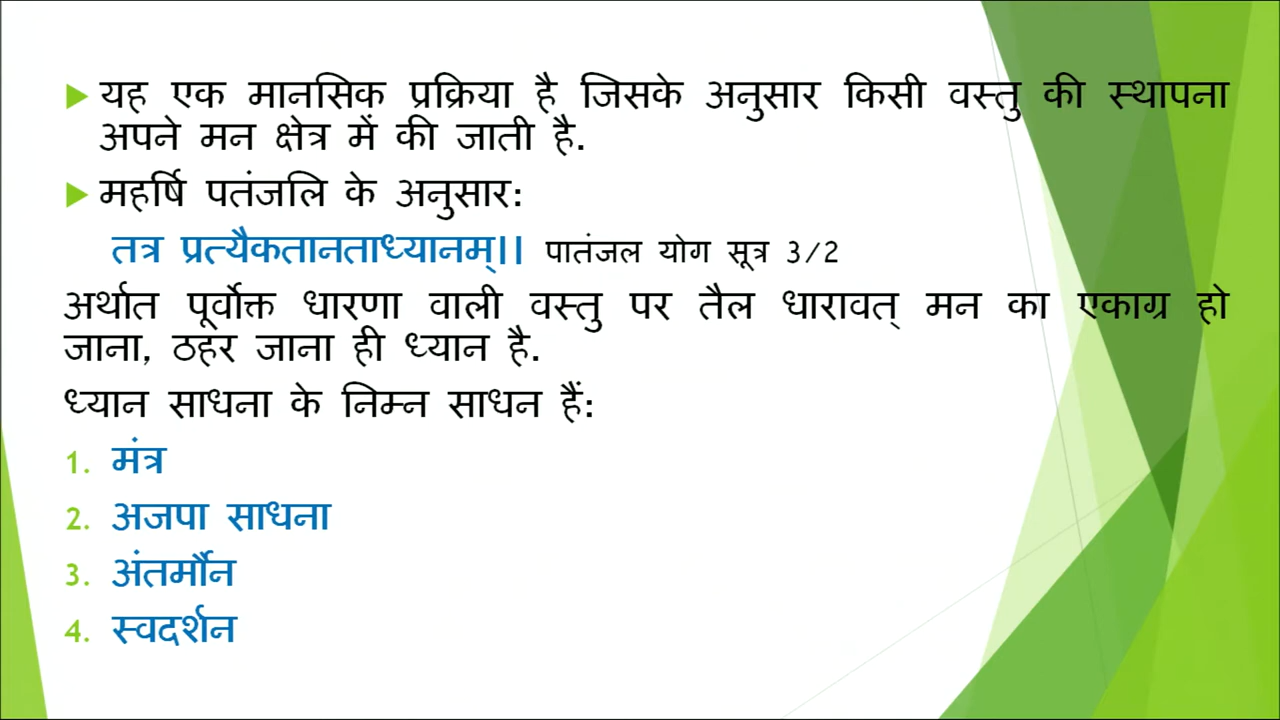 यह एक मानसिक प्रक्रिया है जिसके अनुसार किसी वस्तु की स्थापना
अपने मन क्षेत्र में की जाती है.
महर्षि पतंजलि के अनुसार:
तत्र प्रत्यैकतानताध्यानम्।। पातंजल योग सूत्र 3/2
अर्थात पूर्वोक्त धारणा वाली वस्तु पर तैल धारावत् मन का एकाग्र हो
जाना, ठहर जाना ही ध्यान है.
ध्यान साधना के निम्न साधन हैं:
1. मंत्र
2. अजपा साधना
3. अंतर्मौन
4. स्वदर्शन